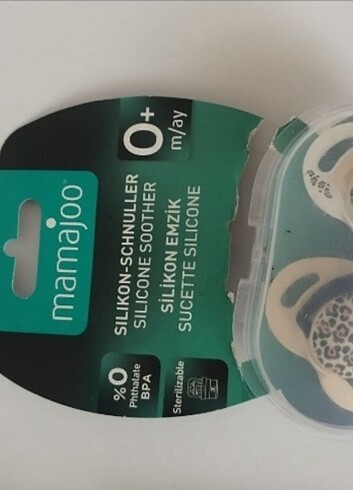 mamajoo
0+
m/ay
SILIKON-SCHNULLER
SILICONE SOOTHER
SİLİKON EMZİK
SUCETTE SILICONE
%0
Phthalate
BPA
Sterilizable